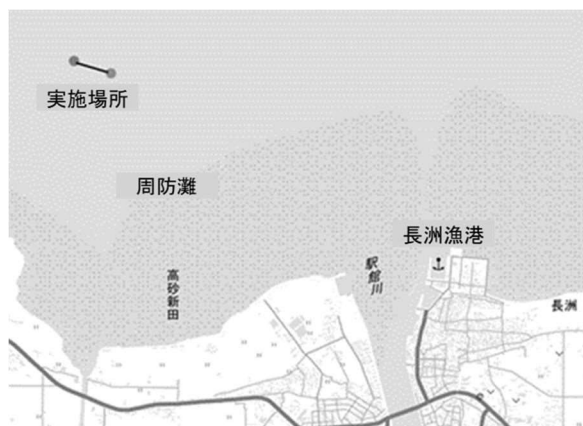 実施場所
周防灘
長洲漁港
駅館川
高砂新田
長洲